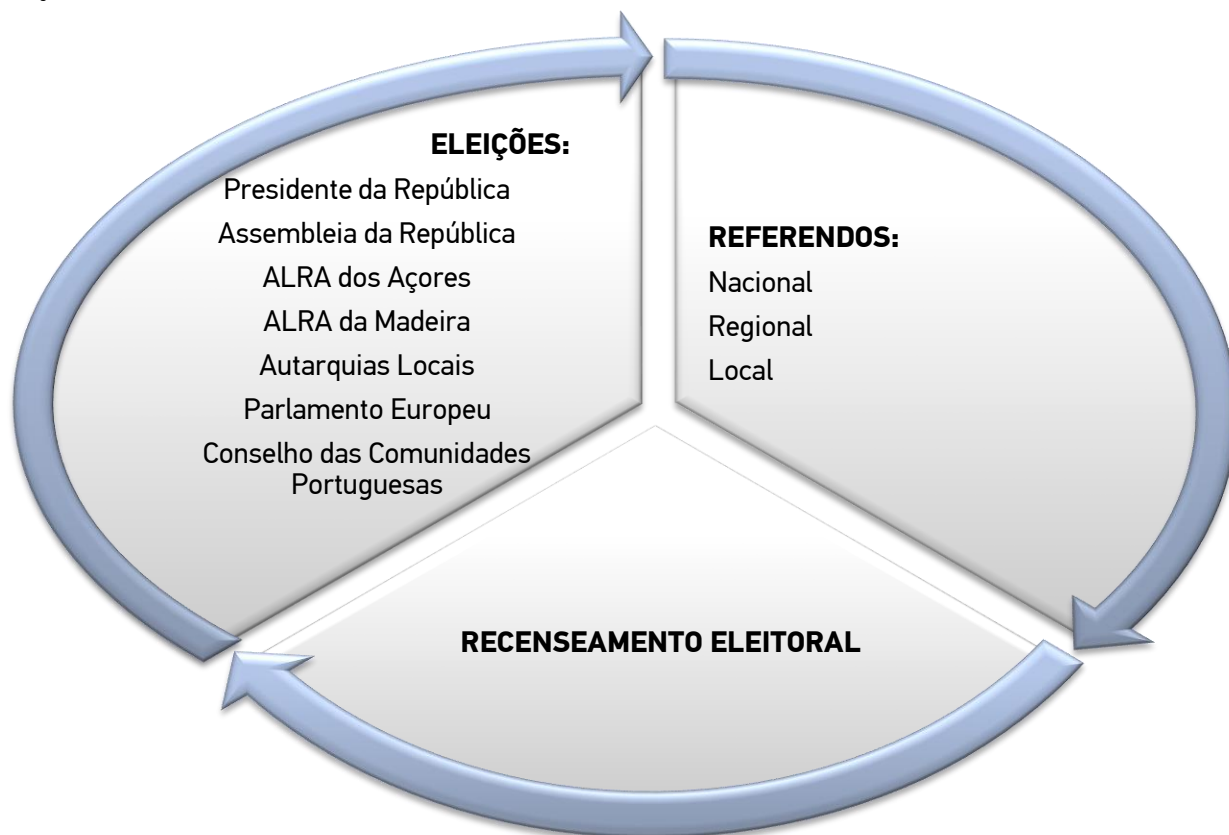 ELEIÇÕES:
Presidente da República
Assembleia da República
ALRA dos Açores
ALRA da Madeira
Autarquias Locais
Parlamento Europeu
Conselho das Comunidades
Portuguesas
REFERENDOS:
Nacional
Regional
Local
RECENSEAMENTO ELEITORAL